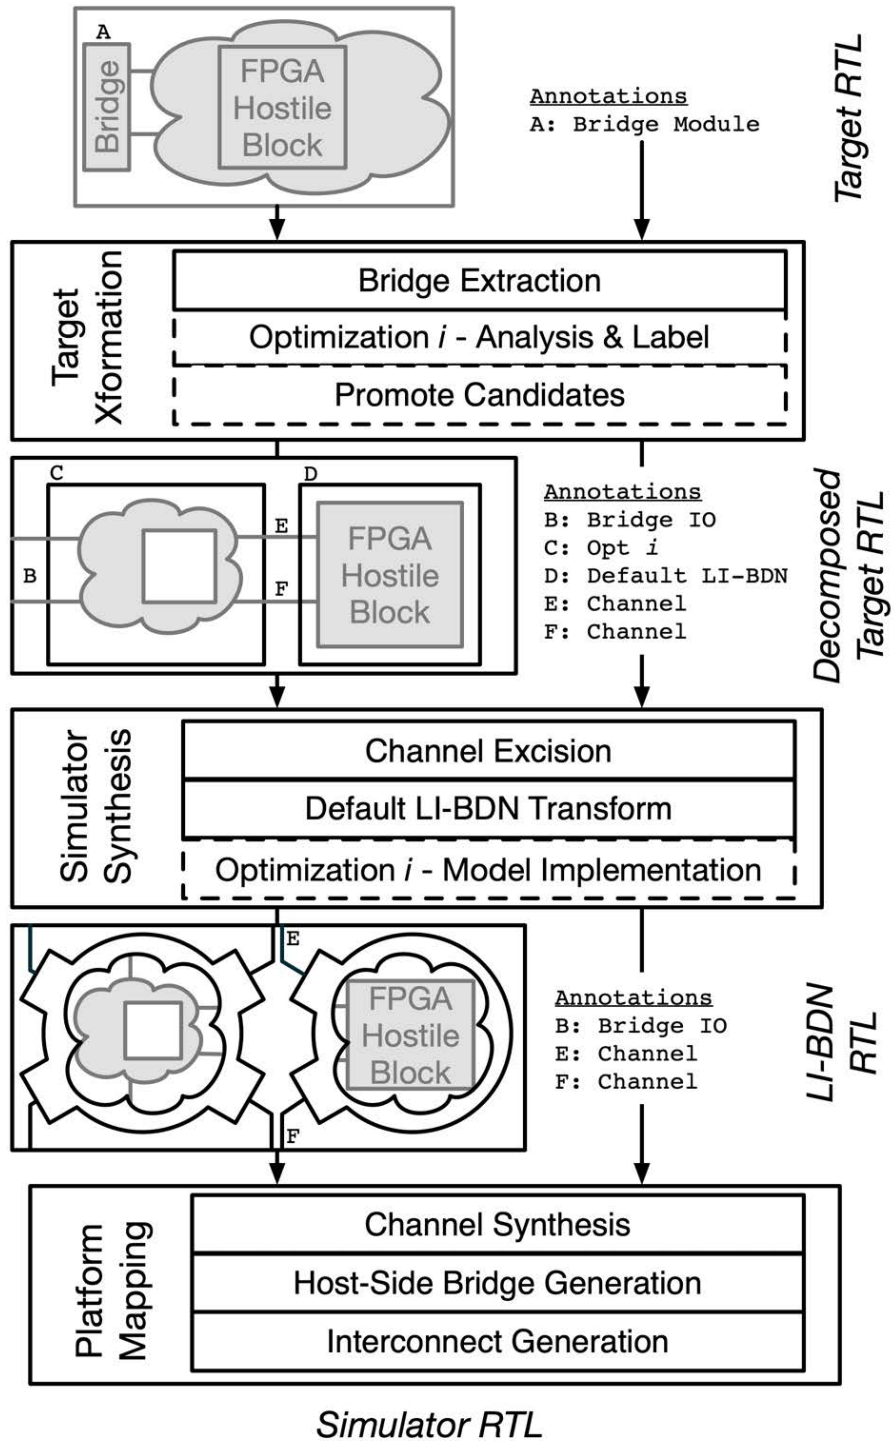 A
Bridge
FPGA
Hostile
Block
Annotations
A: Bridge Module
Target RTL
Target
Xformation
Bridge Extraction
Optimization i - Analysis & Label
Promote Candidates
C
D
B
E
F
FPGA
Hostile
Block
Annotations
B: Bridge IO
C: Opt i
D: Default LI-BDN
E: Channel
F: Channel
Decomposed
Target RTL
Simulator
Synthesis
Channel Excision
Default LI-BDN Transform
Optimization i - Model Implementation
E
FPGA
Hostile
Block
F
Annotations
B: Bridge IO
E: Channel
F: Channel
LI-BDN
RTL
Platform
Mapping
Channel Synthesis
Host-Side Bridge Generation
Interconnect Generation
Simulator RTL